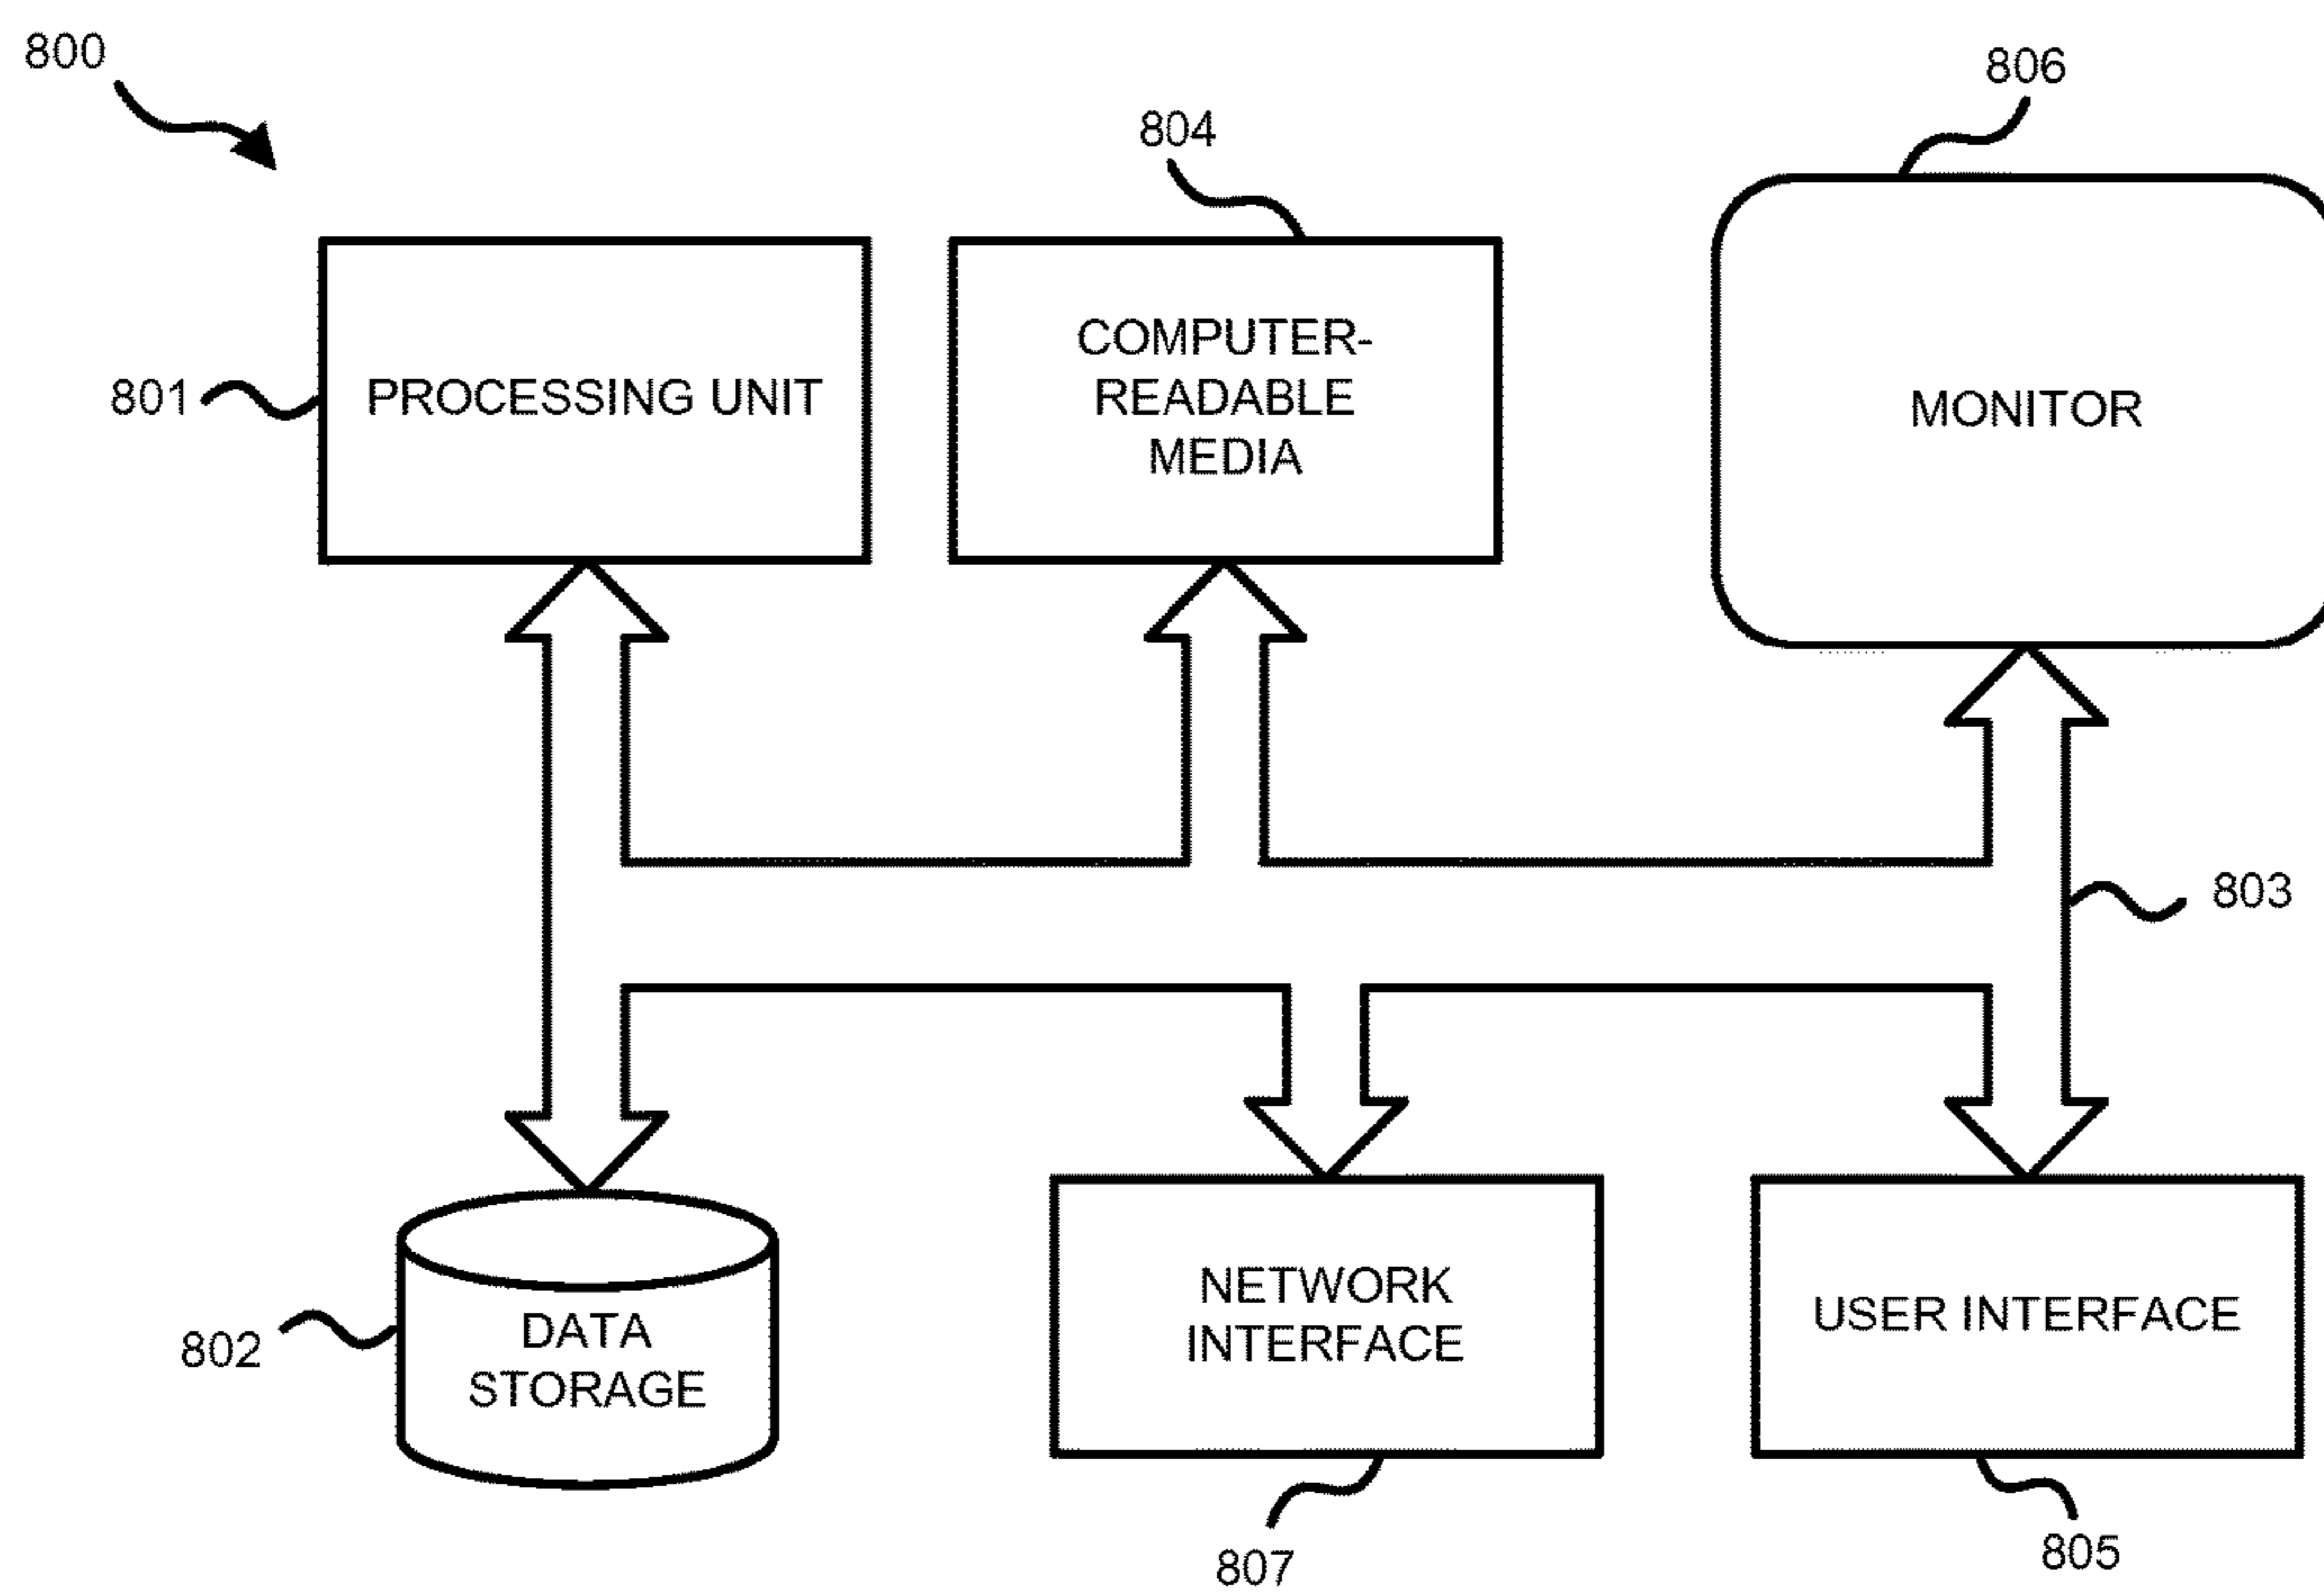 800
806
804
COMPUTER-
READABLE
MEDIA
801
PROCESSING UNIT
MONITOR
803
802
DATA
STORAGE
NETWORK
INTERFACE
USER INTERFACE
807
805